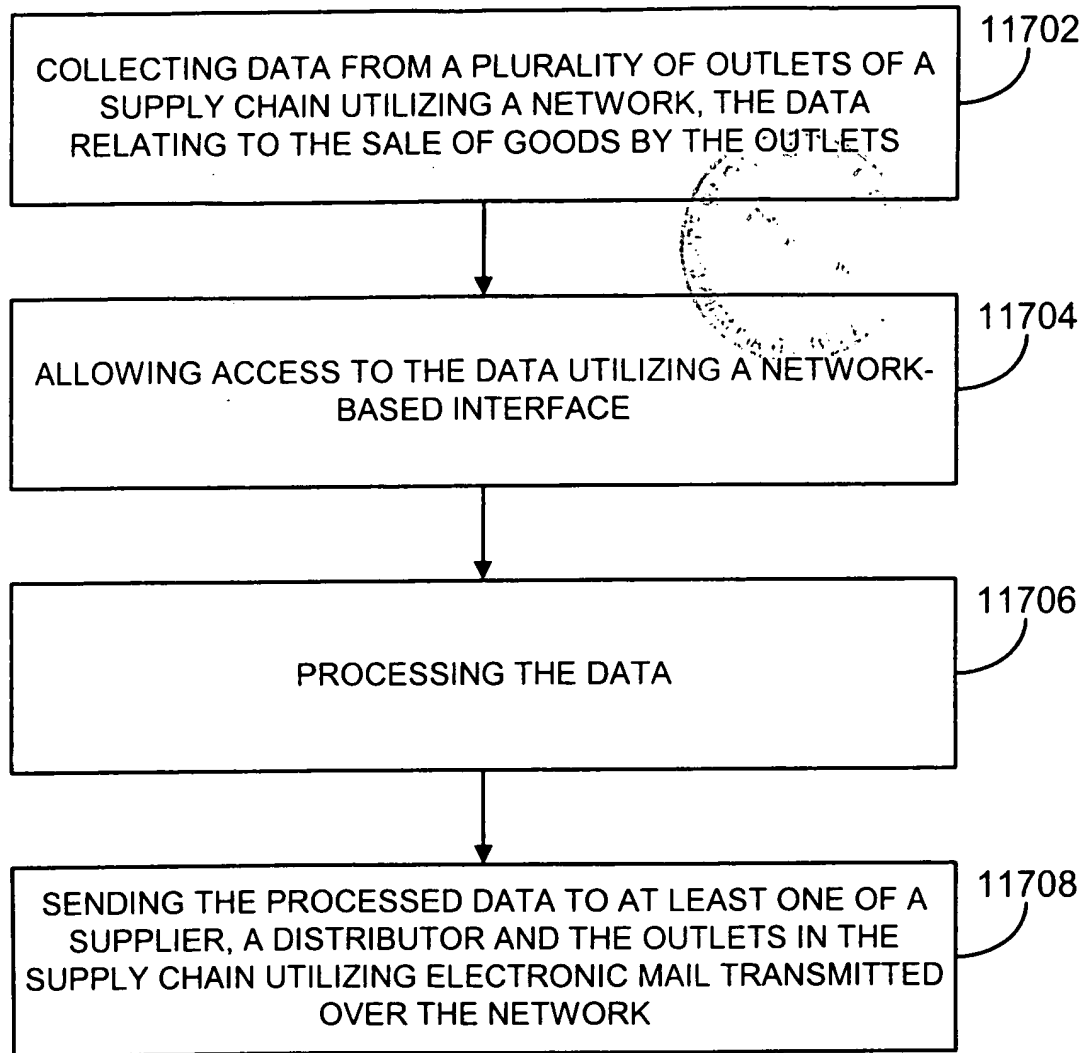 11702
COLLECTING DATA FROM A PLURALITY OF OUTLETS OF A
SUPPLY CHAIN UTILIZING A NETWORK, THE DATA
RELATING TO THE SALE OF GOODS BY THE OUTLETS
11704
ALLOWING ACCESS TO THE DATA UTILIZING A NETWORK-
BASED INTERFACE
11706
PROCESSING THE DATA
11708
SENDING THE PROCESSED DATA TO AT LEAST ONE OF A
SUPPLIER, A DISTRIBUTOR AND THE OUTLETS IN THE
SUPPLY CHAIN UTILIZING ELECTRONIC MAIL TRANSMITTED
OVER THE NETWORK